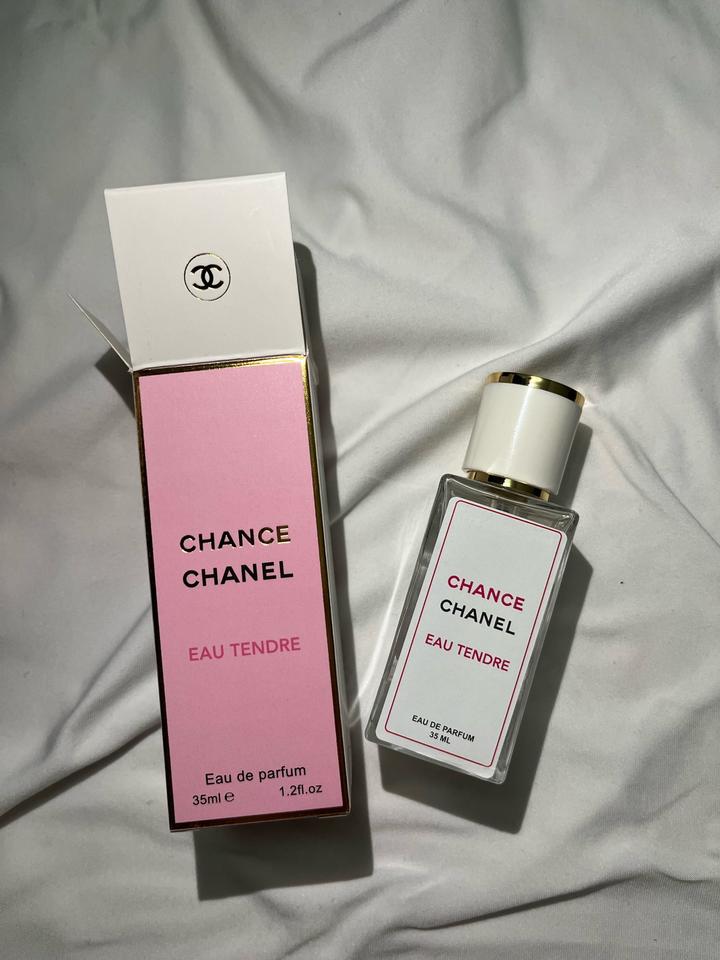 CHANCE
CHANEL
EAU TENDRE
Eau de parfum
35ml ℮ 1.2fl.oz
CHANCE
CHANEL
EAU TENDRE
EAU DE PARFUM
35 ML